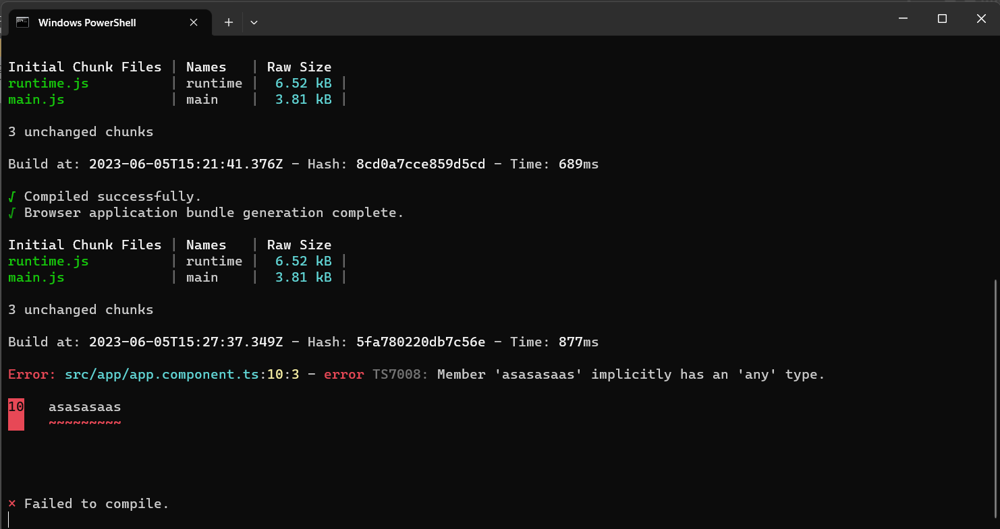 Windows PowerShell
Initial Chunk Files | Names   | Raw Size
runtime.js          | runtime |  6.52 kB |
main.js             | main    |  3.81 kB |
3 unchanged chunks
Build at: 2023-06-05T15:21:41.376Z - Hash: 8cd0a7cce859d5cd - Time: 689ms
√ Compiled successfully.
√ Browser application bundle generation complete.
Initial Chunk Files | Names   | Raw Size
runtime.js          | runtime |  6.52 kB |
main.js             | main    |  3.81 kB |
3 unchanged chunks
Build at: 2023-06-05T15:27:37.349Z - Hash: 5fa780220db7c56e - Time: 877ms
Error: src/app/app.component.ts:10:3 - error TS7008: Member 'asasasaas' implicitly has an 'any' type.
10   asasasaas
~~~~~~~~~
× Failed to compile.